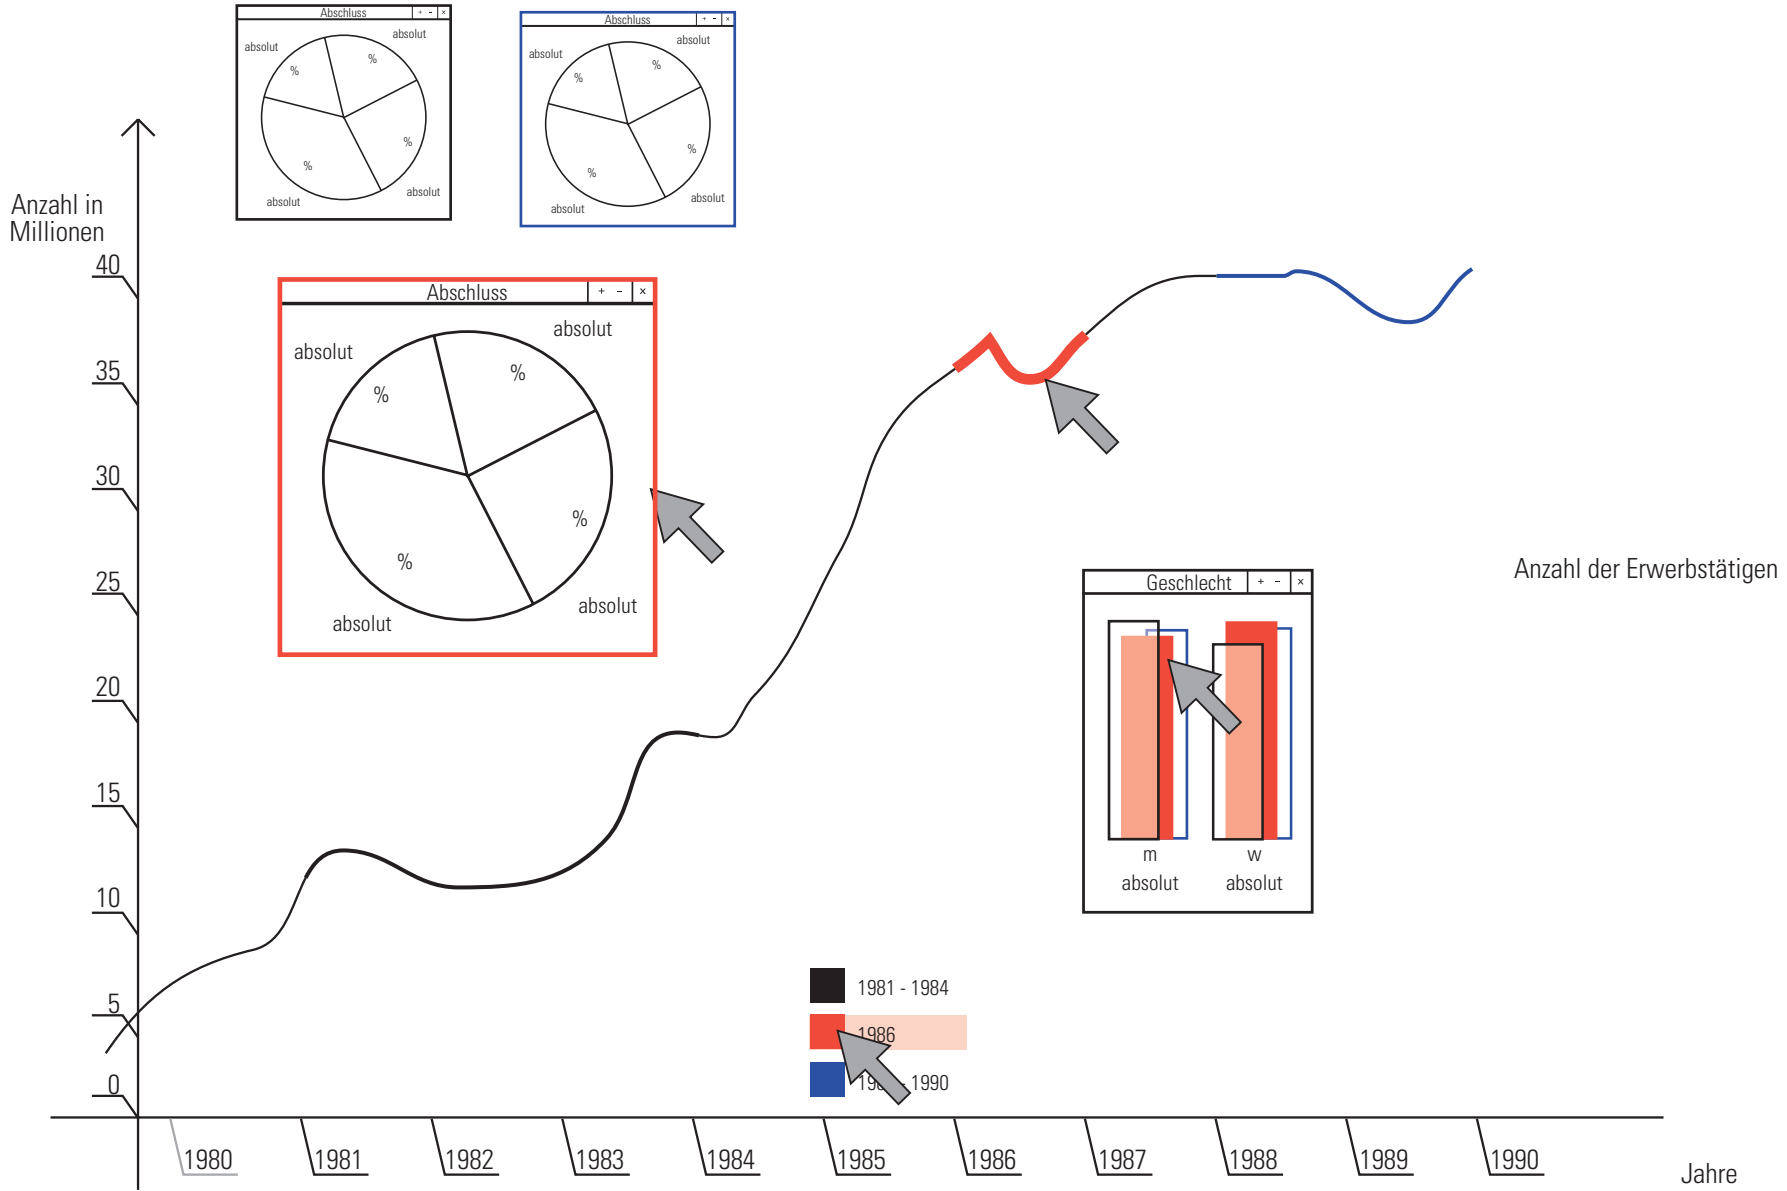 Abschluss + - ×
absolut
absolut
%
%
%
%
absolut
absolut
Abschluss + - ×
absolut
absolut
%
%
%
%
absolut
absolut
Anzahl in
Millionen
40
35
30
25
20
15
10
5
0
Abschluss + - ×
absolut
absolut
%
%
%
%
absolut
absolut
Anzahl der Erwerbstätigen
Geschlecht + - ×
m w
absolut absolut
1981 - 1984
1986
- 1990
1980 1981 1982 1983 1984 1985 1986 1987 1988 1989 1990
Jahre